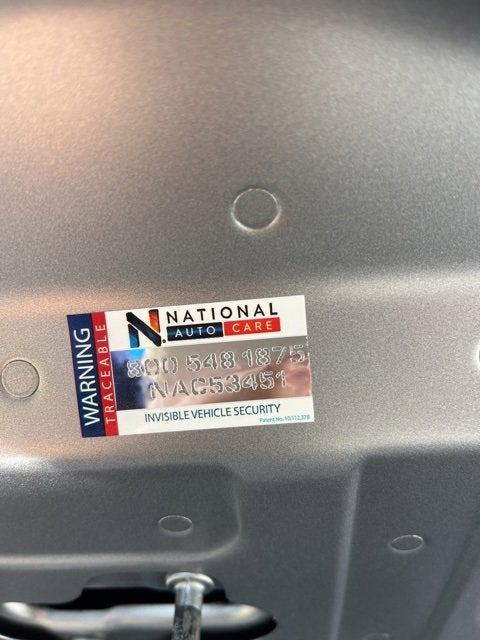 WARNING
TRACEABLE
N. NATIONAL
AUTO CARE
800 548 1875
NAC53451
INVISIBLE VEHICLE SECURITY
Patent No. 10,112,378